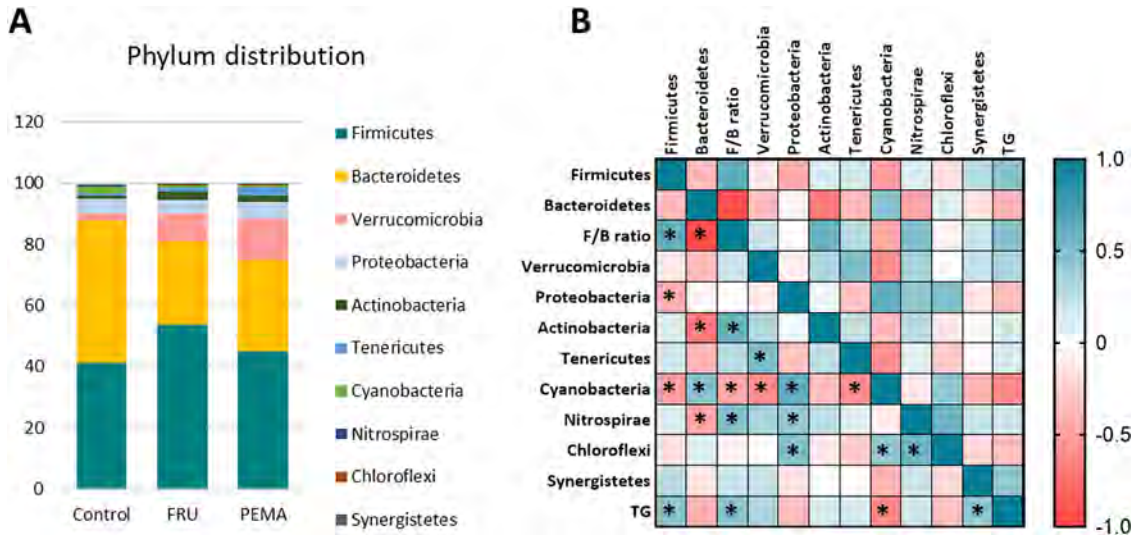 A
Phylum distribution
120
100
80
60
40
20
0
Control FRU PEMA
Firmicutes
Bacteroidetes
Verrucomicrobia
Proteobacteria
Actinobacteria
Tenericutes
Cyanobacteria
Nitrospirae
Chloroflexi
Synergistetes
B
Firmicutes
Bacteroidetes
F/B ratio
Verrucomicrobia
Proteobacteria
Actinobacteria
Tenericutes
Cyanobacteria
Nitrospirae
Chloroflexi
Synergistetes
TG
Firmicutes
Bacteroidetes
F/B ratio * *
Verrucomicrobia
Proteobacteria *
Actinobacteria * *
Tenericutes *
Cyanobacteria * * * * * *
Nitrospirae * * *
Chloroflexi * * *
Synergistetes
TG * * * *
1.0
0.5
0
-0.5
-1.0